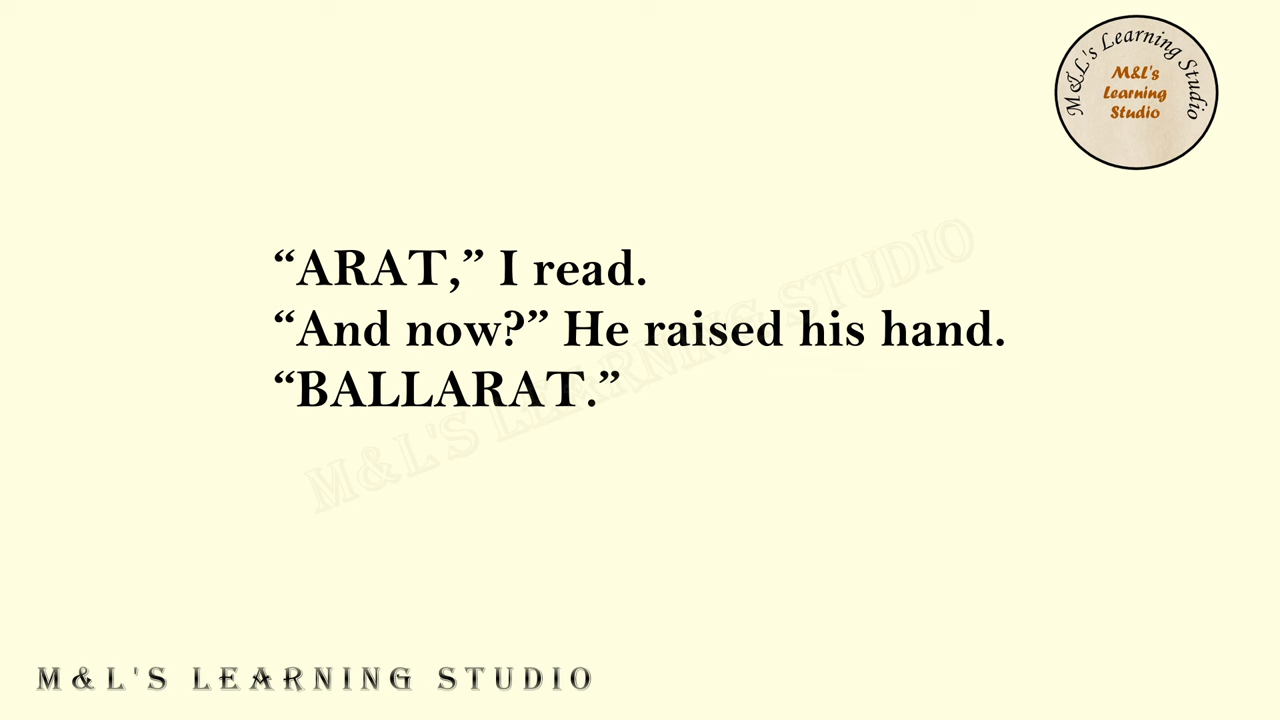 M&L's Learning Studio
M&L's
Learning
Studio
“ARAT,” I read.
“And now?” He raised his hand.
“BALLARAT.”
M&L'S LEARNING STUDIO
M&L'S LEARNING STUDIO